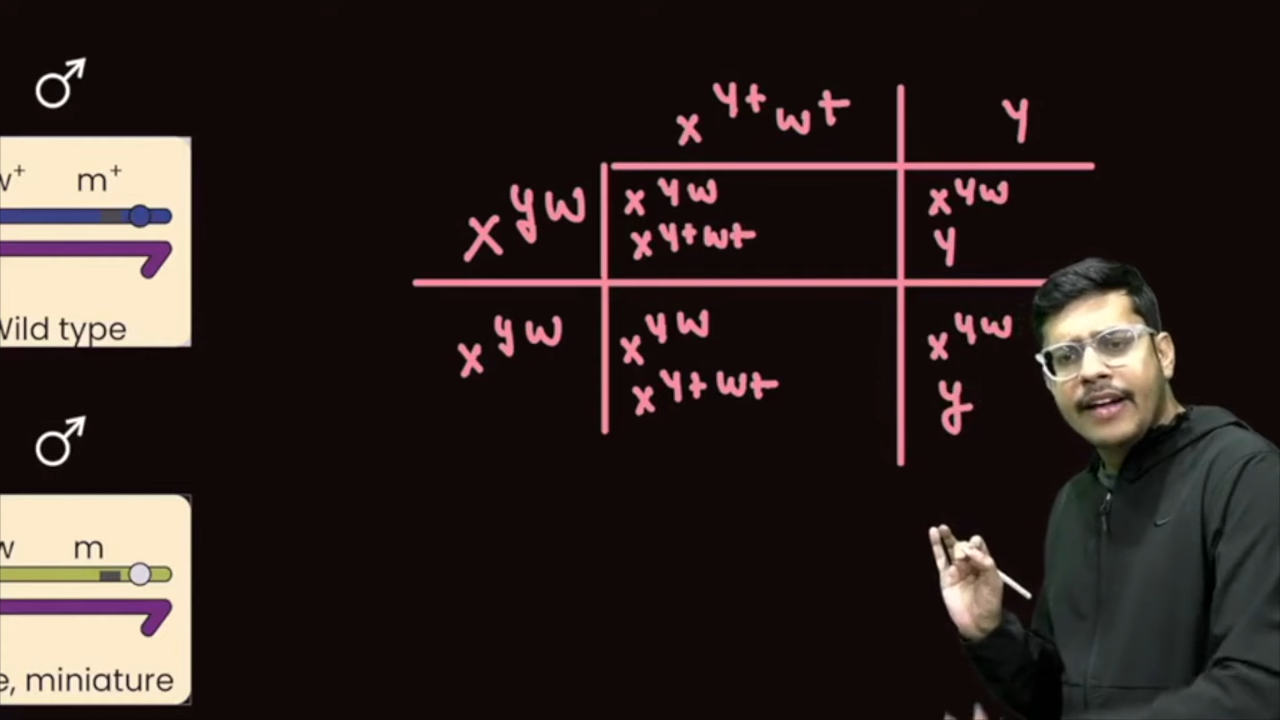 w⁺ m⁺
Wild type
w m
e, miniature
x y+ w+ y
x y w x y w x y w
x y+ w+ y
x y w x y w x y w
x y+ w+ y